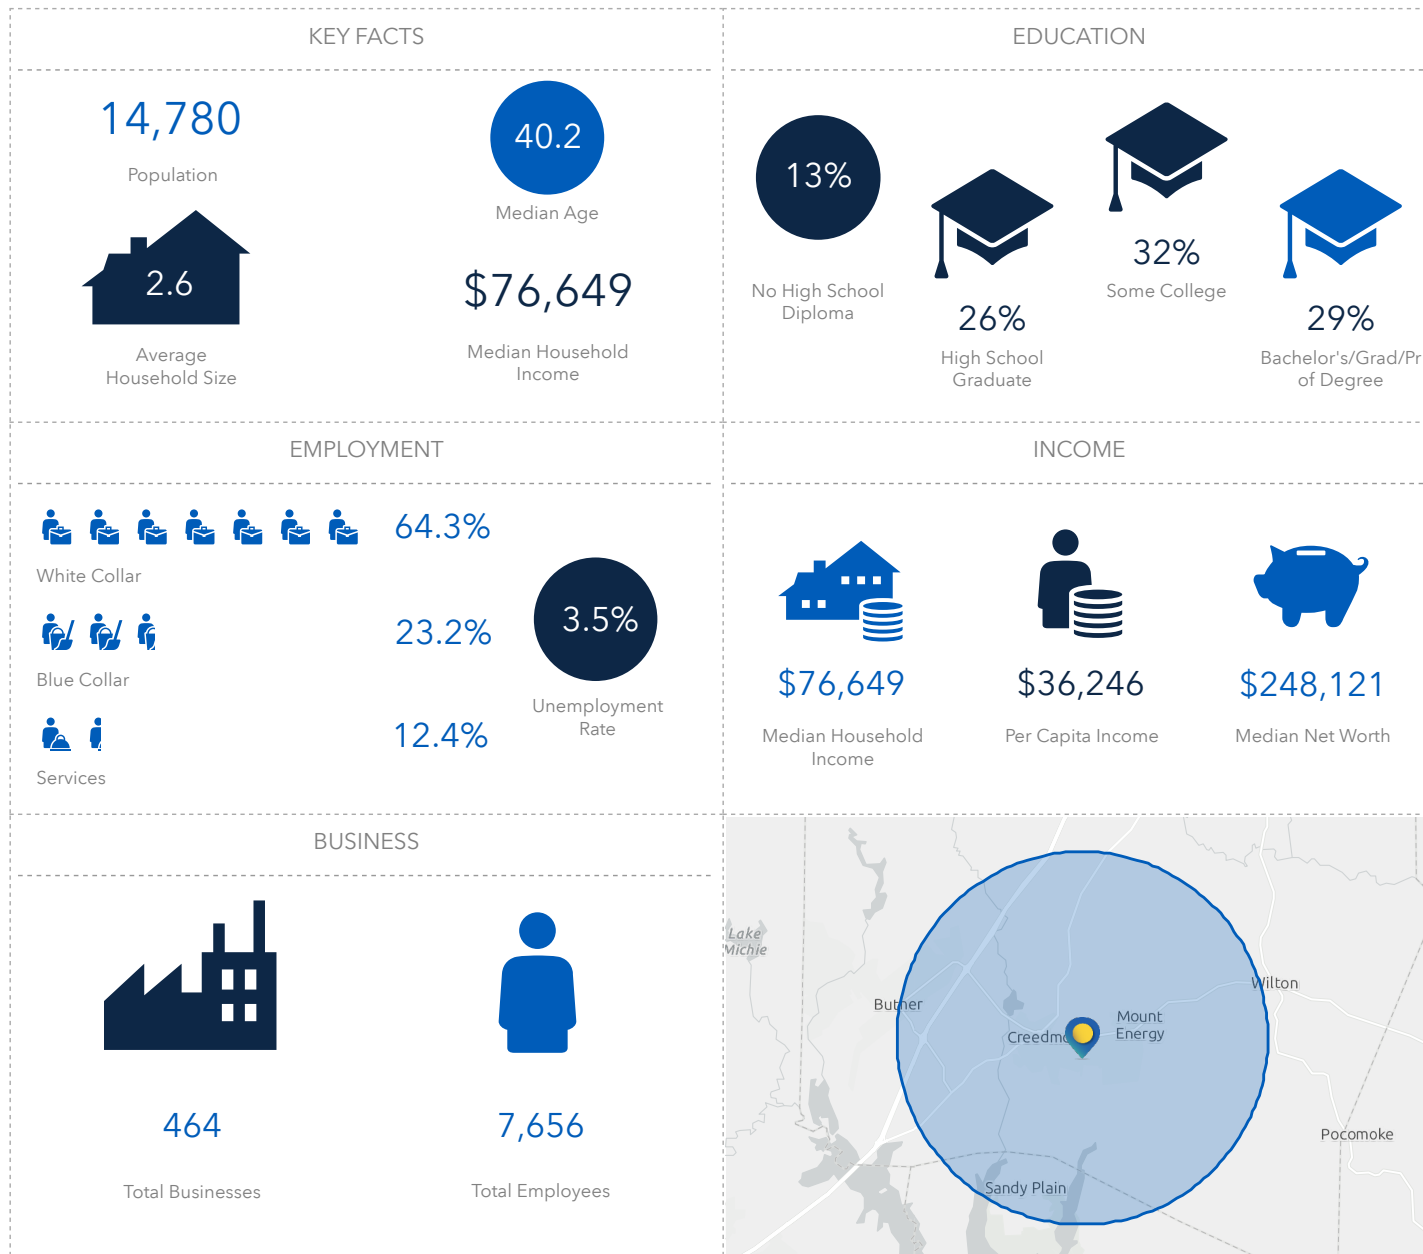 KEY FACTS
14,780
Population
40.2
Median Age
2.6
Average
Household Size
$76,649
Median Household
Income
EDUCATION
13%
No High School
Diploma
26%
High School
Graduate
32%
Some College
29%
Bachelor's/Grad/Pr
of Degree
EMPLOYMENT
64.3%
White Collar
23.2%
Blue Collar
12.4%
Services
3.5%
Unemployment
Rate
INCOME
$76,649
Median Household
Income
$36,246
Per Capita Income
$248,121
Median Net Worth
BUSINESS
464
Total Businesses
7,656
Total Employees
Lake
Michie
Butner
Wilton
Mount
Energy
Creedmo
Pocomoke
Sandy Plain